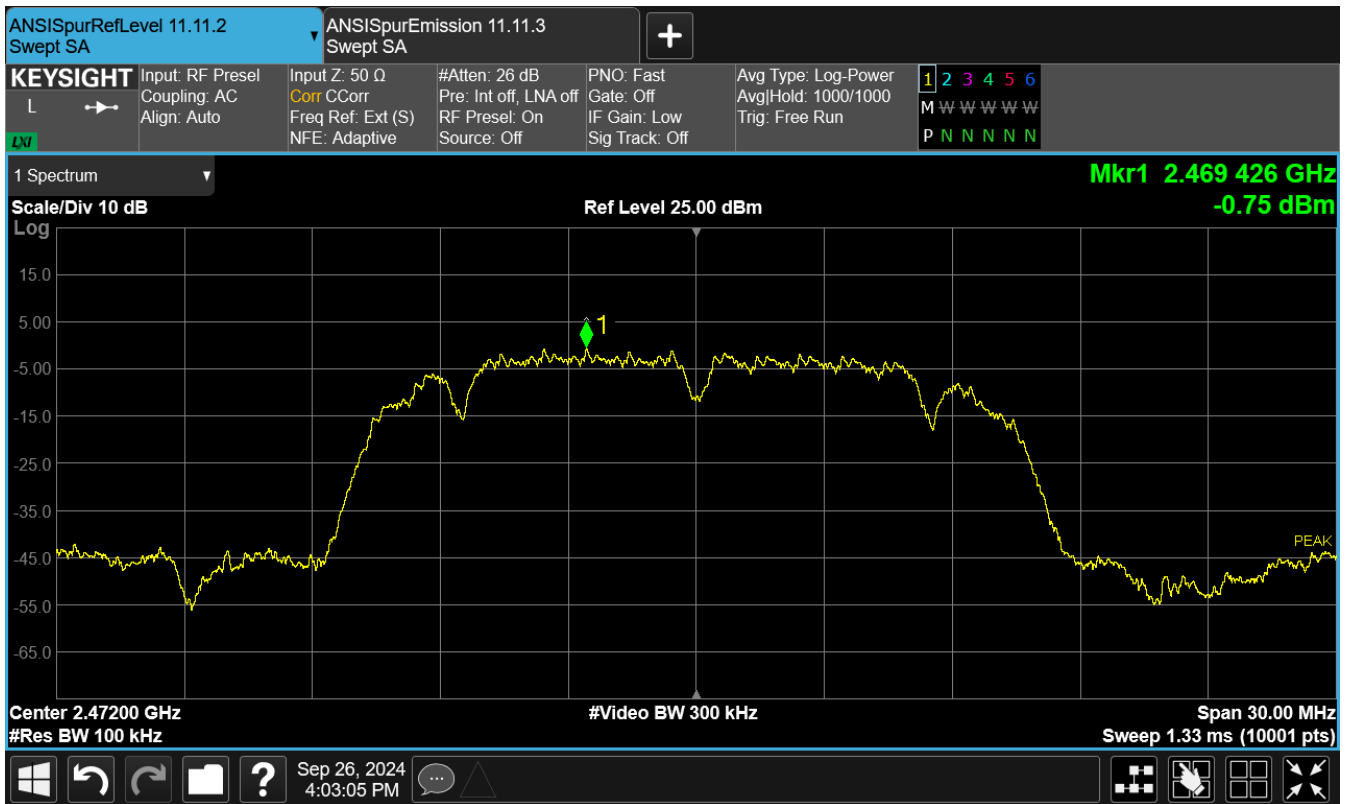 ANSISpurRefLevel 11.11.2
Swept SA
ANSISpurEmission 11.11.3
Swept SA
KEYSIGHT
L
LXI
Input: RF Presel
Coupling: AC
Align: Auto
Input Z: 50 Ω
Corr CCorr
Freq Ref: Ext (S)
NFE: Adaptive
#Atten: 26 dB
Pre: Int off, LNA off
RF Presel: On
Source: Off
PNO: Fast
Gate: Off
IF Gain: Low
Sig Track: Off
Avg Type: Log-Power
Avg|Hold: 1000/1000
Trig: Free Run
1 2 3 4 5 6
M W W W W W
P N N N N N N
1 Spectrum
Mkr1 2.469 426 GHz
-0.75 dBm
Scale/Div 10 dB
Ref Level 25.00 dBm
Log
15.0
5.00
-5.00
-15.0
-25.0
-35.0
-45.0
-55.0
-65.0
1
PEAK
Center 2.47200 GHz
#Video BW 300 kHz
Span 30.00 MHz
#Res BW 100 kHz
Sweep 1.33 ms (10001 pts)
?
Sep 26, 2024
4:03:05 PM